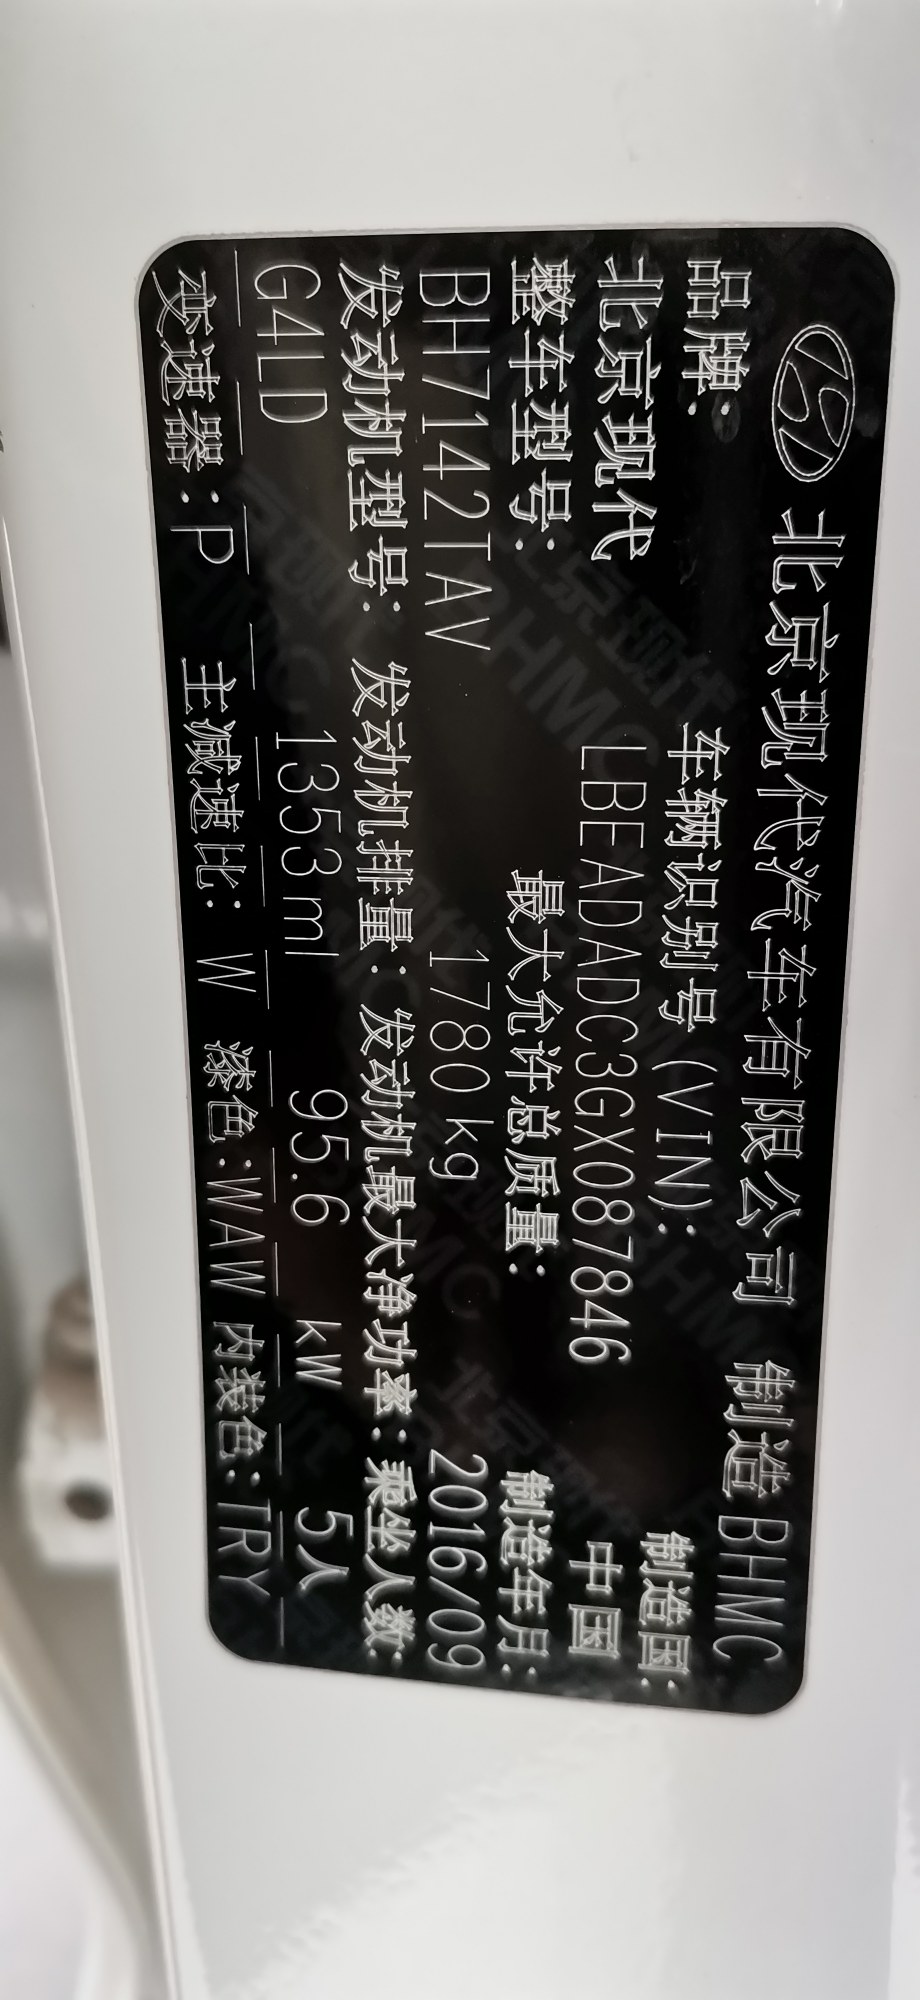 北京现代汽车有限公司 制造 BHMC
品牌: 车辆识别号 (VIN): 制造国:
北京现代 LBEADADC3GX087846 中国
整车型号: 最大允许总质量: 制造年月:
BH7142TAV 1780 kg 2016/09
发动机型号: 发动机排量: 发动机最大净功率: 乘坐人数:
G4LD 1353 ml 95.6 kW 5人
变速器: P 主减速比: W 漆色: WAW 内装色: TRY